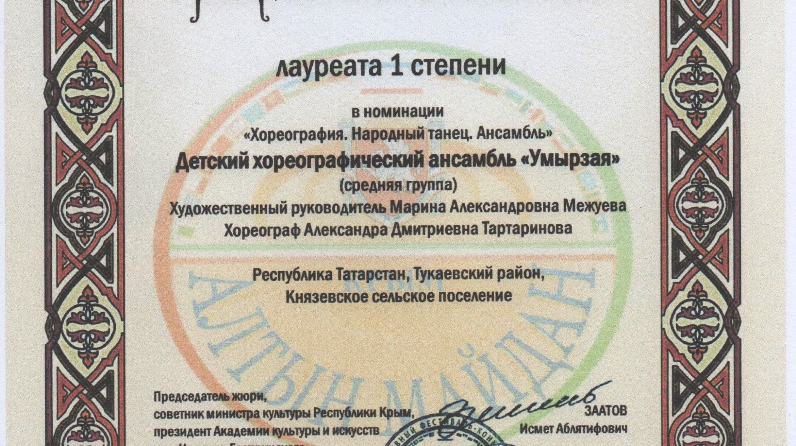 лауреата 1 степени
в номинации
«Хореография. Народный танец. Ансамбль»
Детский хореографический ансамбль «Умырзая»
(средняя группа)
Художественный руководитель Марина Александровна Межуева
Хореограф Александра Дмитриевна Тартаринова
Республика Татарстан, Тукаевский район,
КРЫМ
Князевское сельское поселение
АЛТЫН МАЙДАН
Председатель жюри,
советник министра культуры Республики Крым,
ЗААТОВ
президент Академии культуры и искусств
Исмет Аблятифович